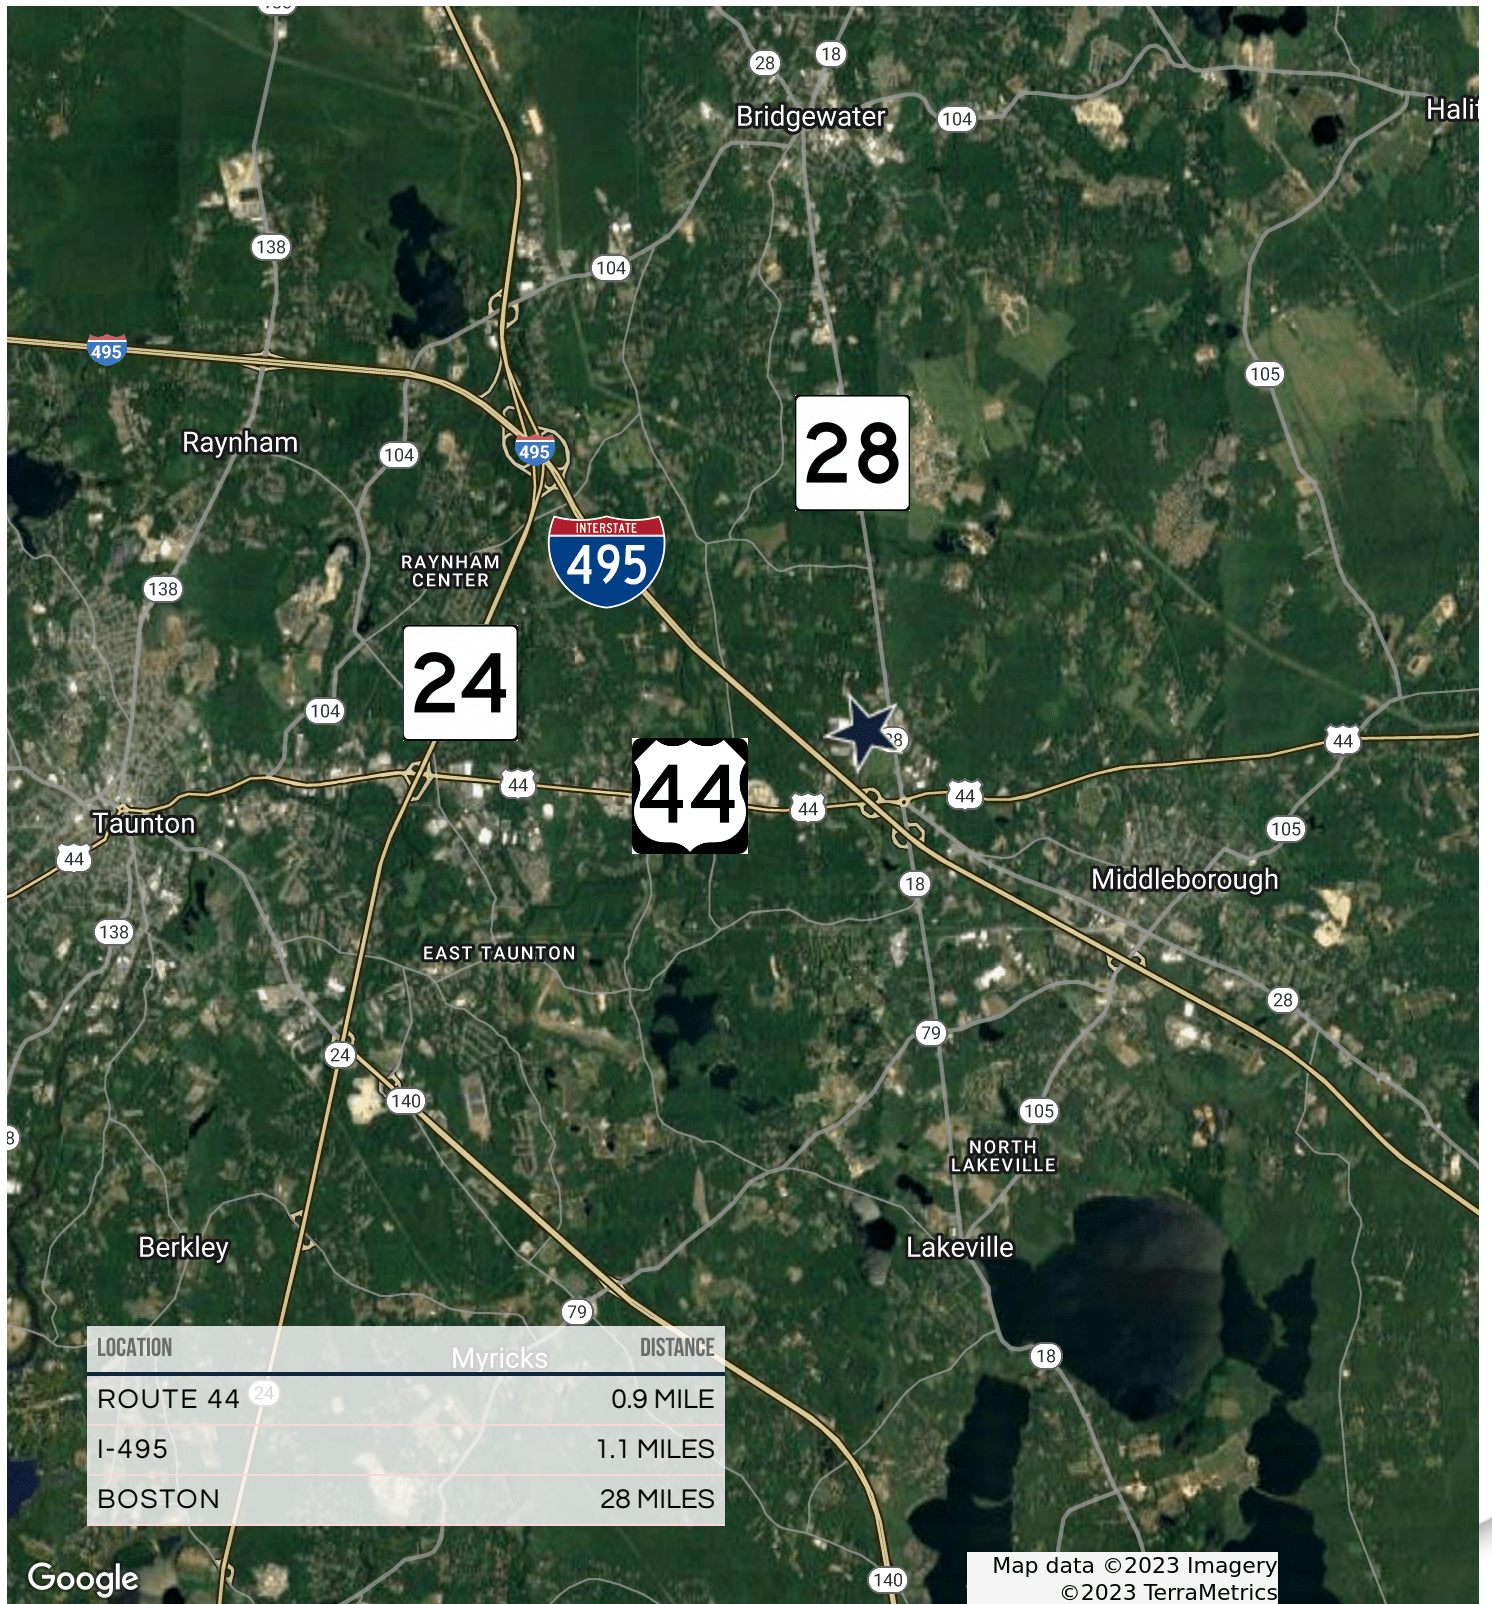 28
18
Bridgewater
104
138
104
495
105
Raynham
104
495
28
INTERSTATE
495
RAYNHAM
CENTER
138
24
104
28
44
44
44
44
44
105
Taunton
44
Middleborough
18
138
EAST TAUNTON
28
79
24
140
105
NORTH
LAKEVILLE
Berkley
Lakeville
79
18
LOCATION DISTANCE
Myricks
ROUTE 44 0.9 MILE
24
I-495 1.1 MILES
BOSTON 28 MILES
Google
140
Map data ©2023 Imagery
©2023 TerraMetrics